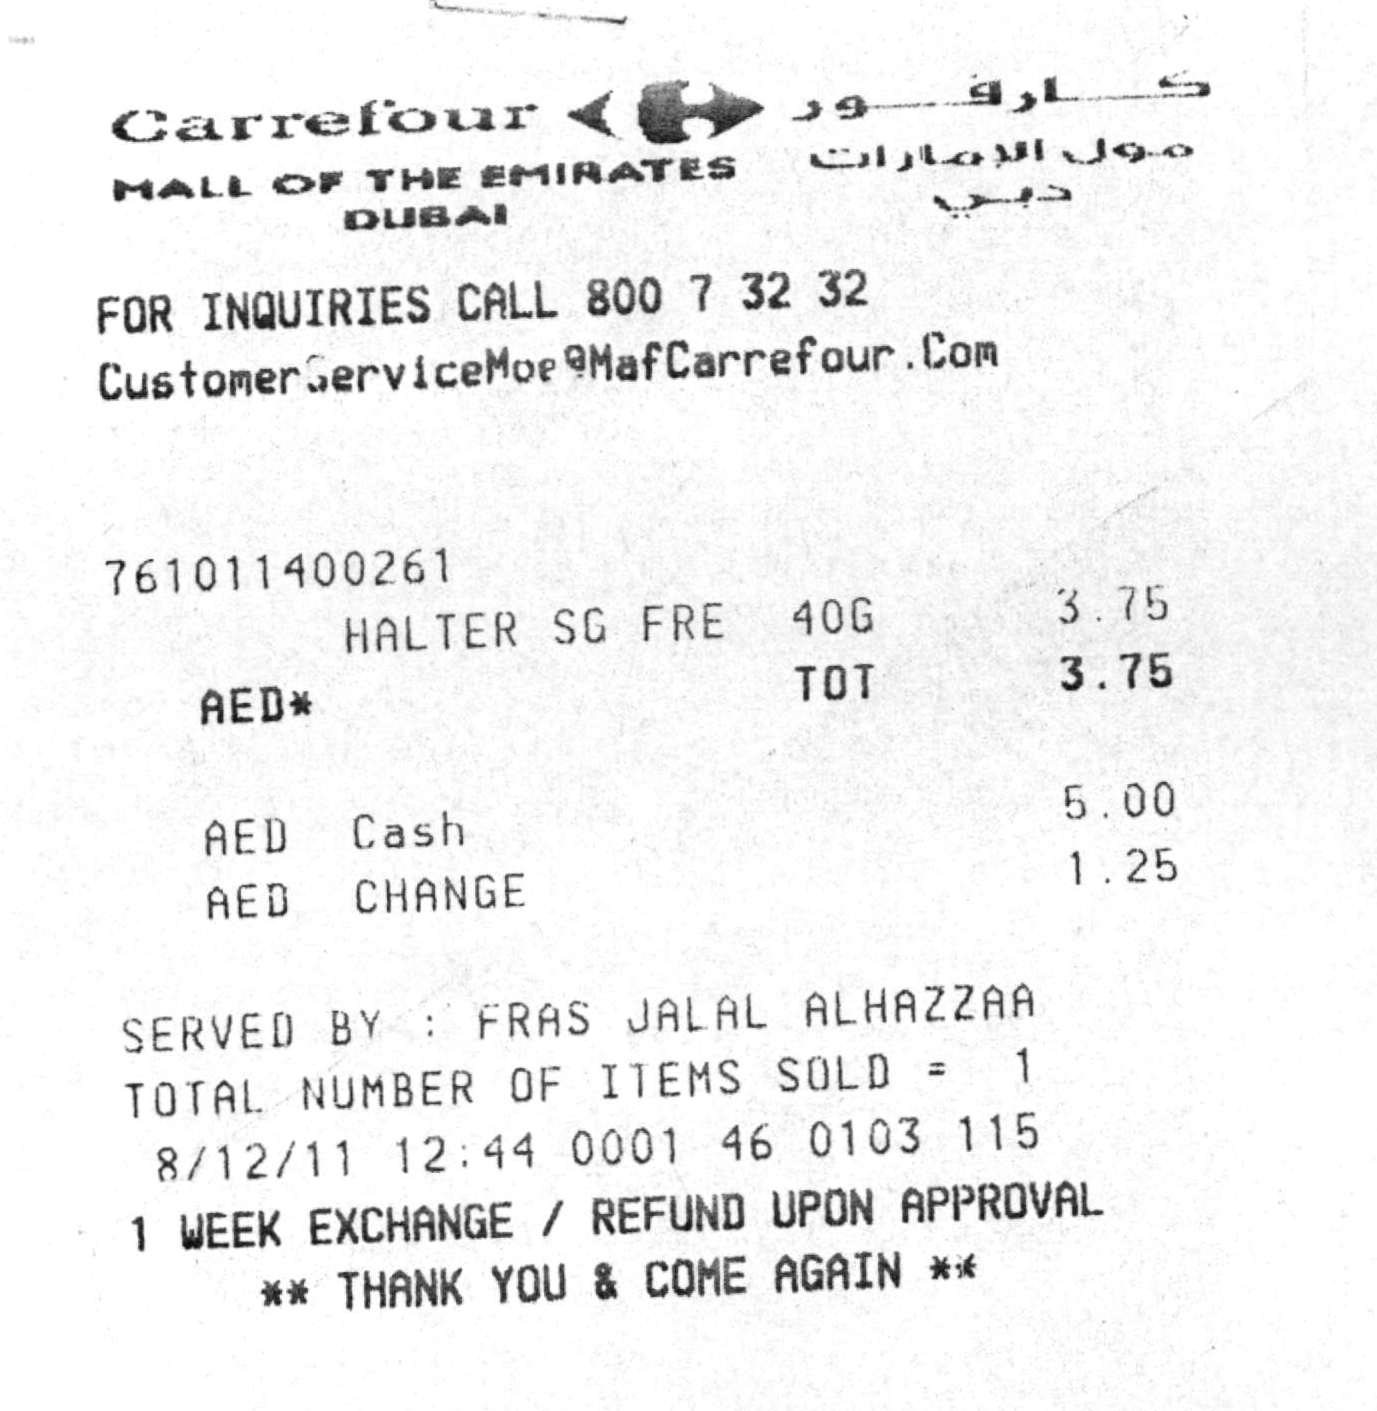 Carrefour كارفور
MALL OF THE EMIRATES مول الإمارات
DUBAI دبي
FOR INQUIRIES CALL 800 7 32 32
CustomerServiceMoe@MafCarrefour.Com
761011400261
HALTER SG FRE 40G 3.75
AED* TOT 3.75
AED Cash 5.00
AED CHANGE 1.25
SERVED BY : FRAS JALAL ALHAZZAA
TOTAL NUMBER OF ITEMS SOLD = 1
8/12/11 12:44 0001 46 0103 115
1 WEEK EXCHANGE / REFUND UPON APPROVAL
** THANK YOU & COME AGAIN **